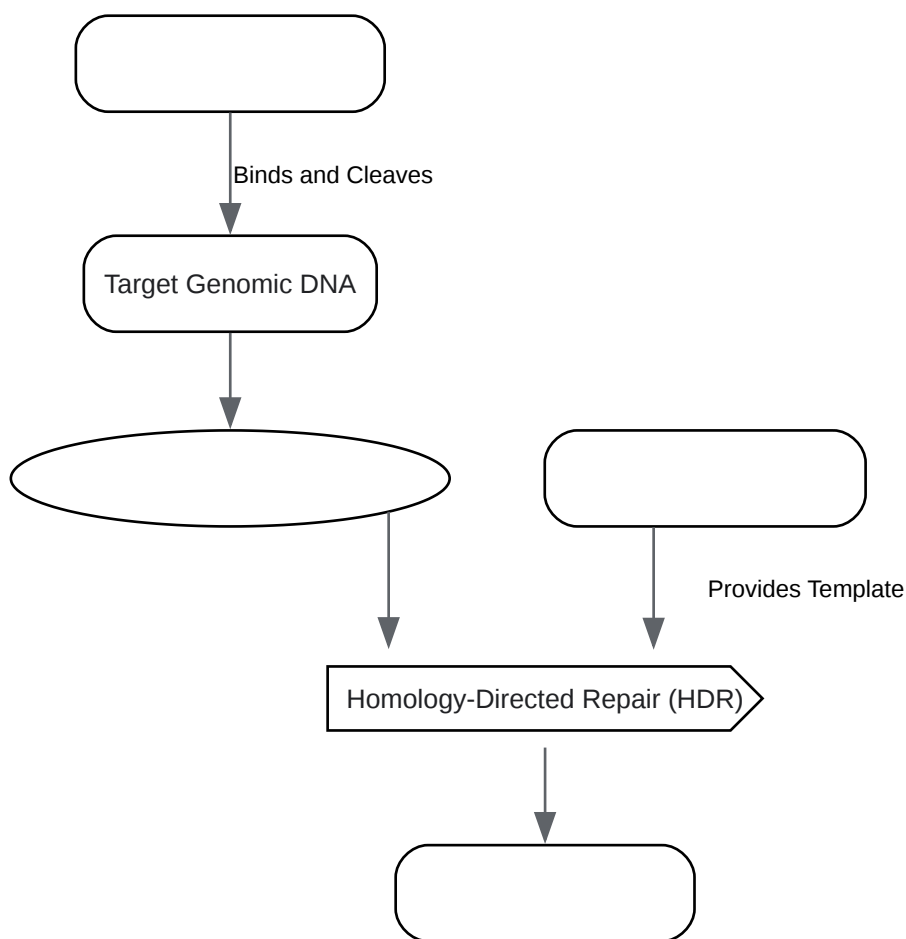 Binds and Cleaves
Target Genomic DNA
Provides Template
Homology-Directed Repair (HDR)